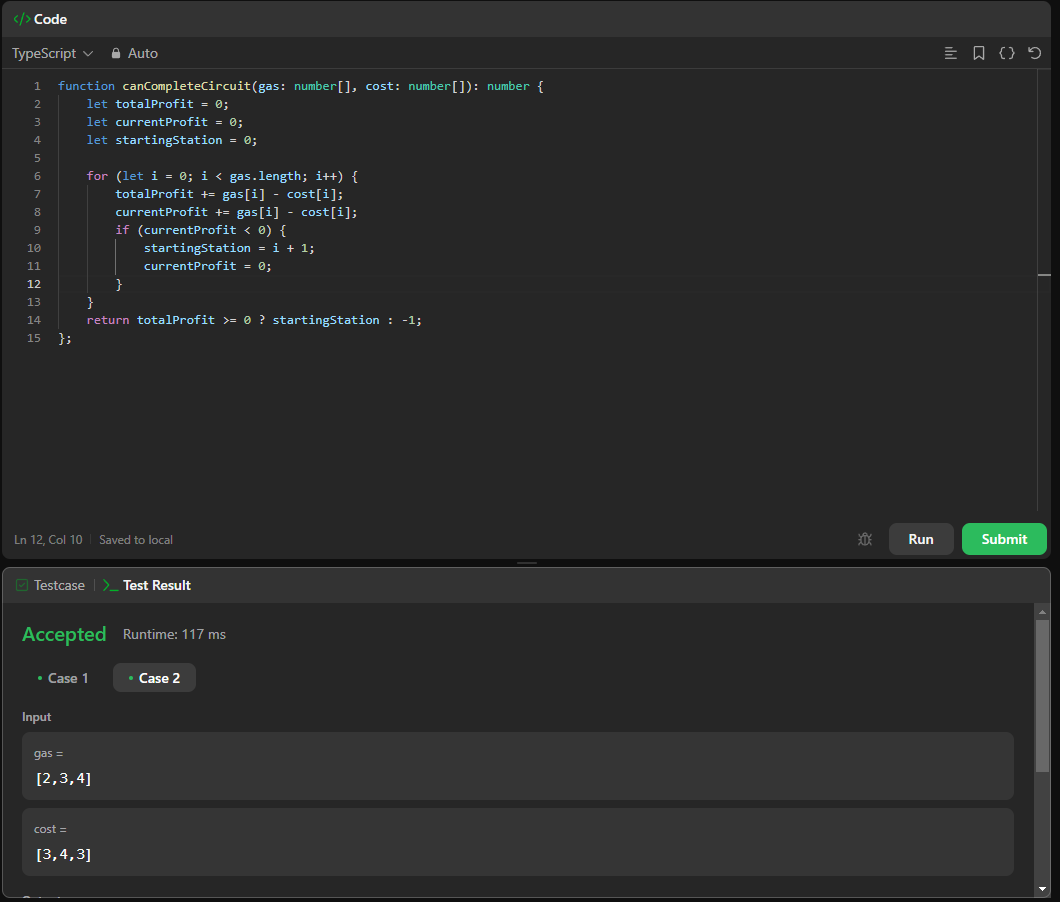 </> Code
TypeScript Auto
1 function canCompleteCircuit(gas: number[], cost: number[]): number {
2     let totalProfit = 0;
3     let currentProfit = 0;
4     let startingStation = 0;
5
6     for (let i = 0; i < gas.length; i++) {
7         totalProfit += gas[i] - cost[i];
8         currentProfit += gas[i] - cost[i];
9         if (currentProfit < 0) {
10             startingStation = i + 1;
11             currentProfit = 0;
12         }
13     }
14     return totalProfit >= 0 ? startingStation : -1;
15 };
Ln 12, Col 10 Saved to local Run Submit
Testcase >_ Test Result
Accepted Runtime: 117 ms
• Case 1 • Case 2
Input
gas =
[2,3,4]
cost =
[3,4,3]